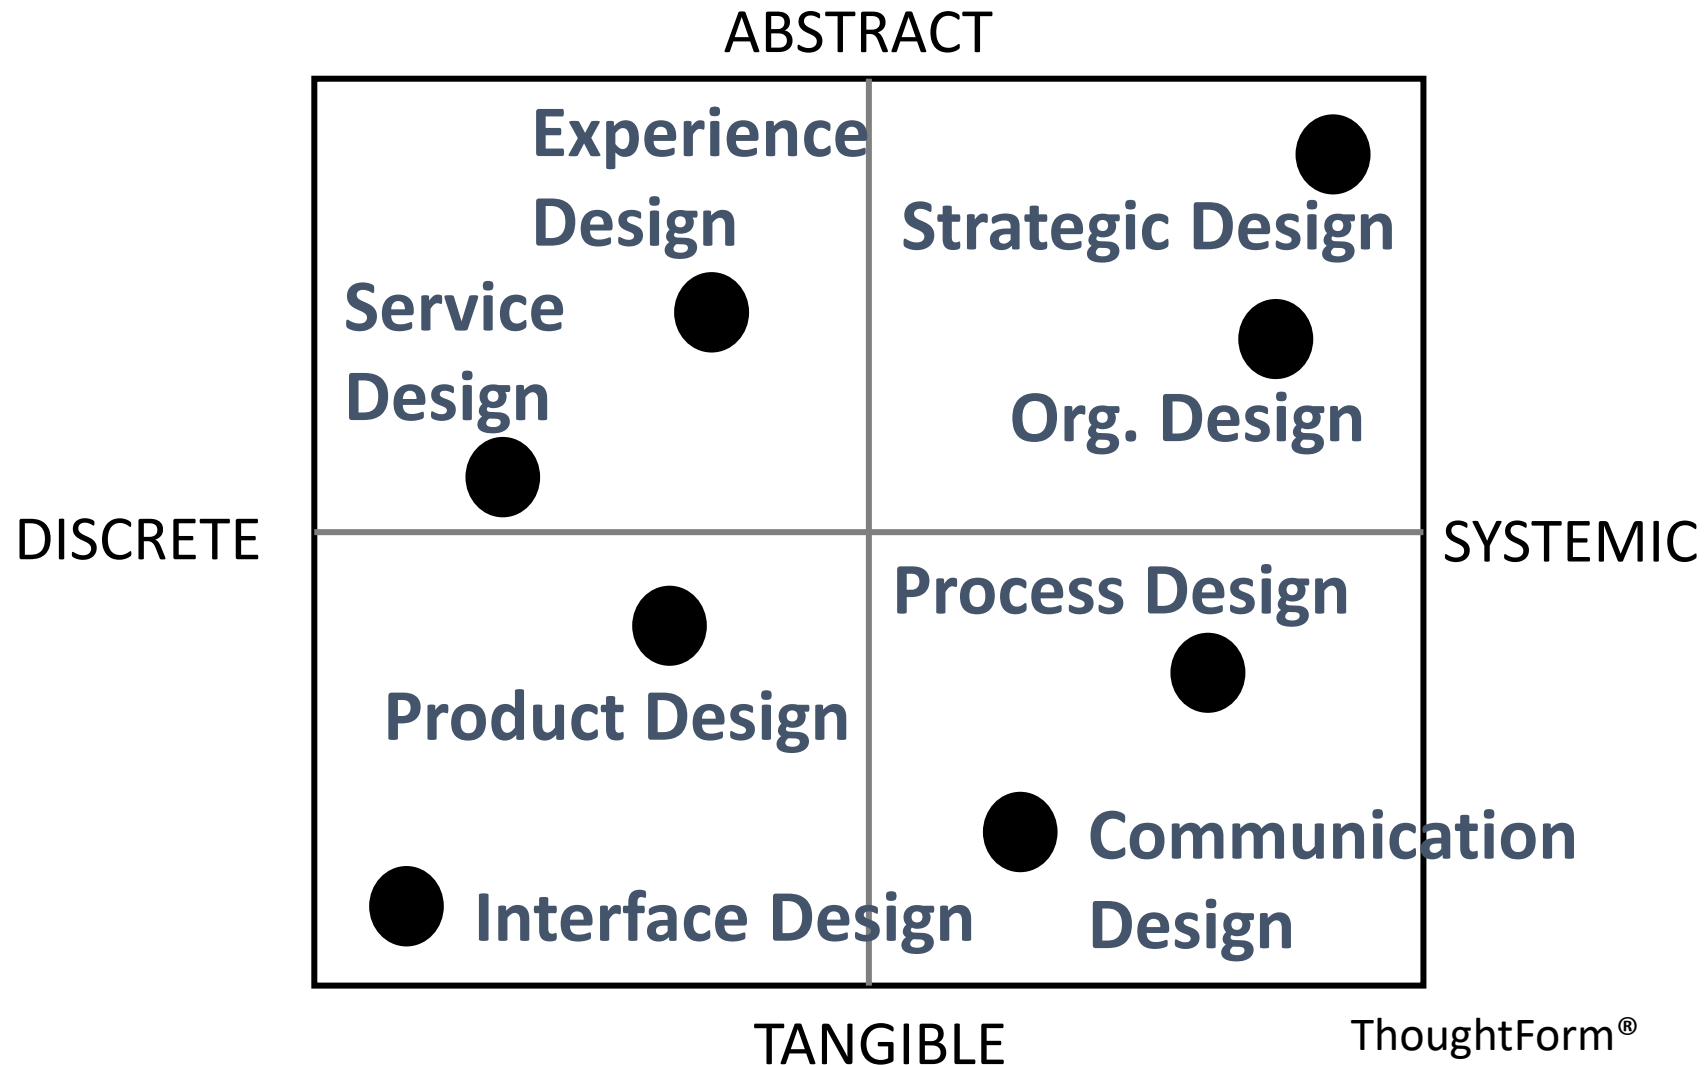 ABSTRACT
Experience
Design
Strategic Design
Service
Design
Org. Design
DISCRETE
SYSTEMIC
Process Design
Product Design
Communication
Design
Interface Design
TANGIBLE
ThoughtForm®